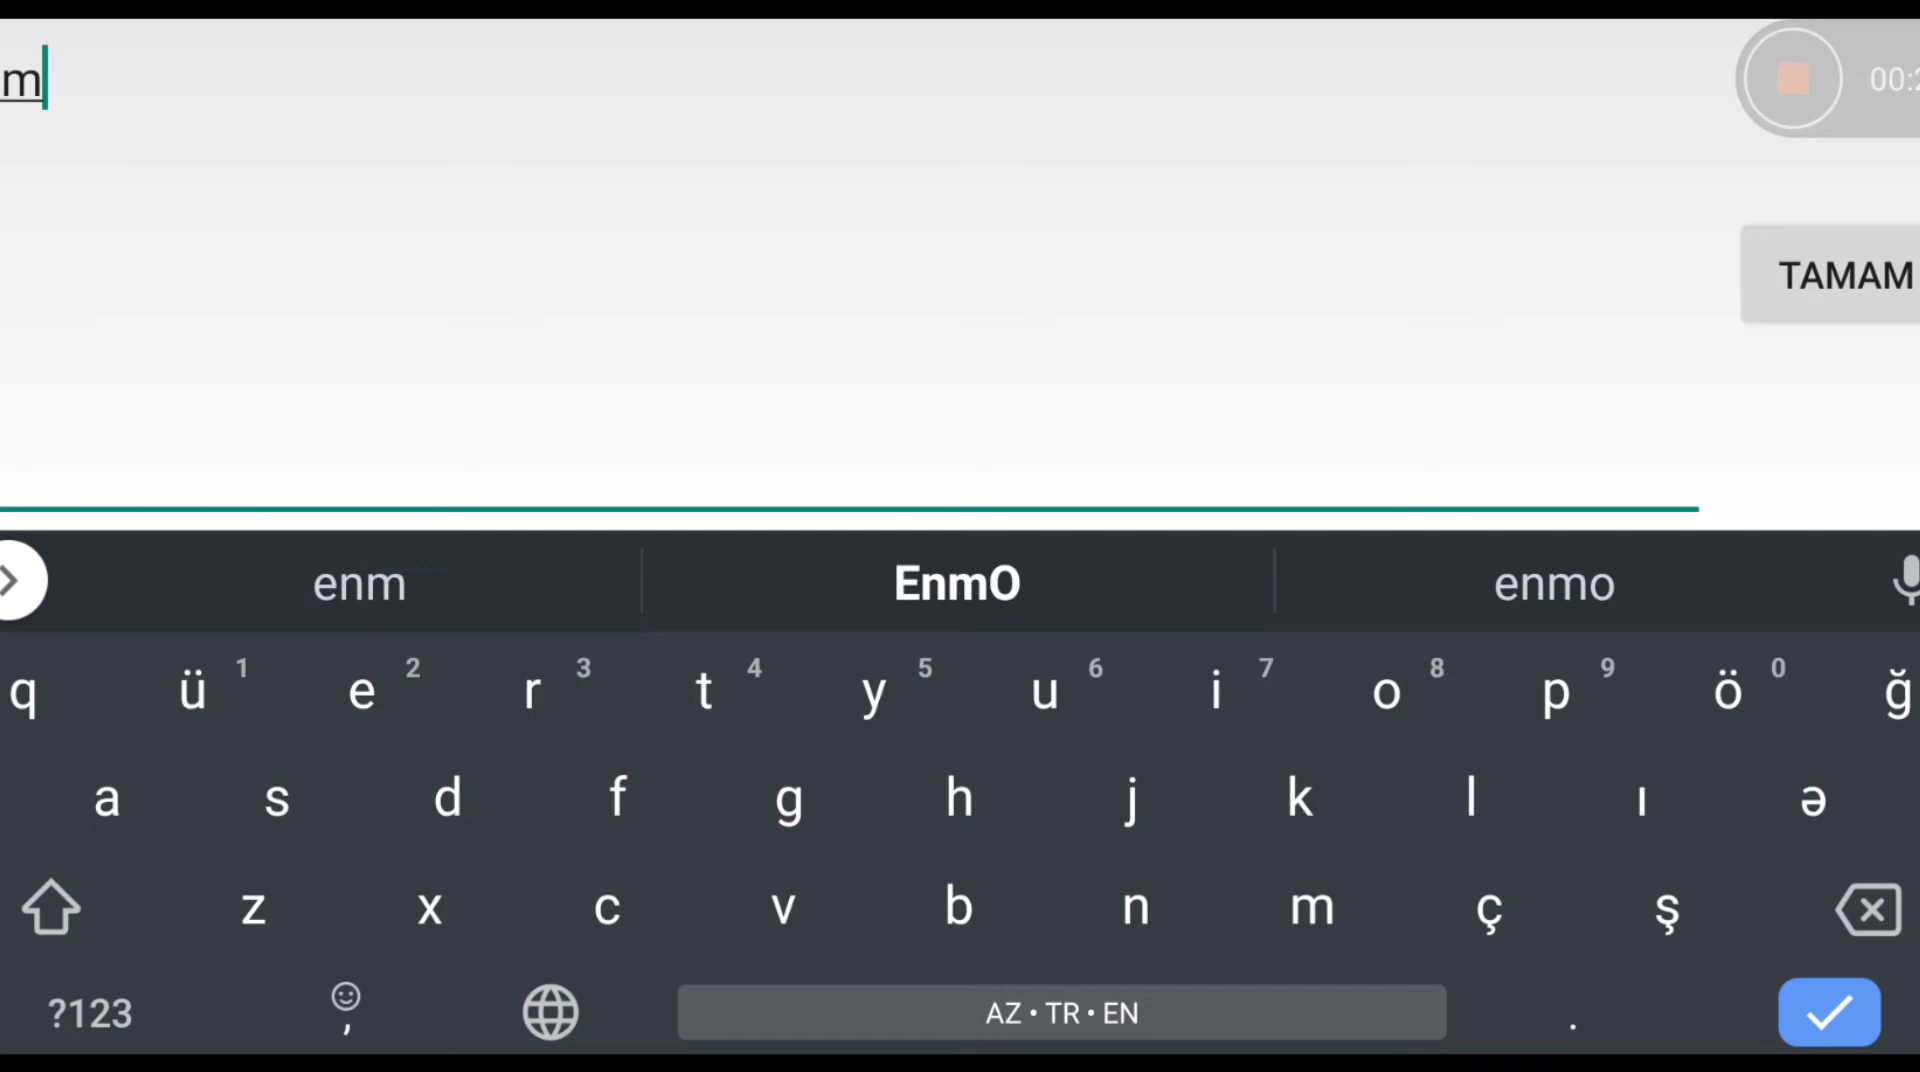 m
00:2
TAMAM
enm EnmO enmo
q ü 1 e 2 r 3 t 4 y 5 u 6 i 7 o 8 p 9 ö 0 ğ
a s d f g h j k l ı ə
z x c v b n m ç ş
?123 , AZ • TR • EN .